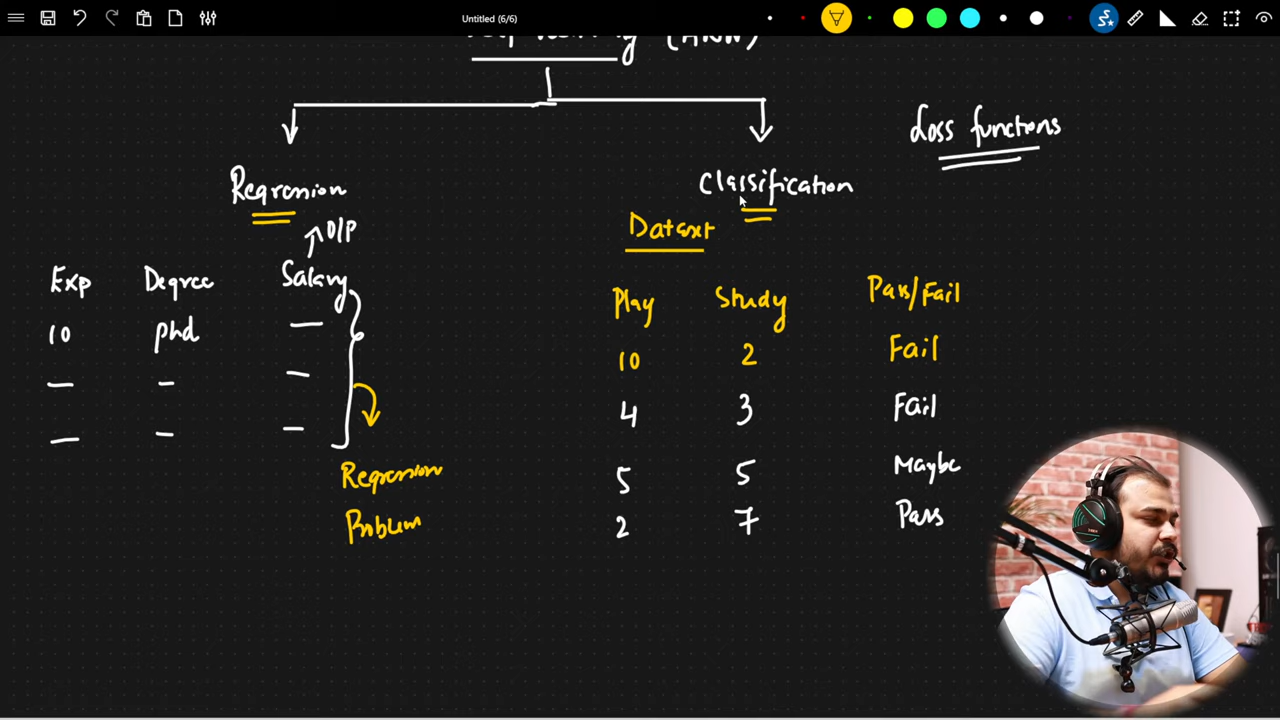 Untitled (6/6)
(ANN)
Loss functions
Regression
Classification
O/P
Dataset
Exp Degree Salary
Play Study Pass/Fail
10 phd —
10 2 Fail
— — —
4 3 Fail
— — —
Regression
5 5 Maybe
Problem
2 7 Pass